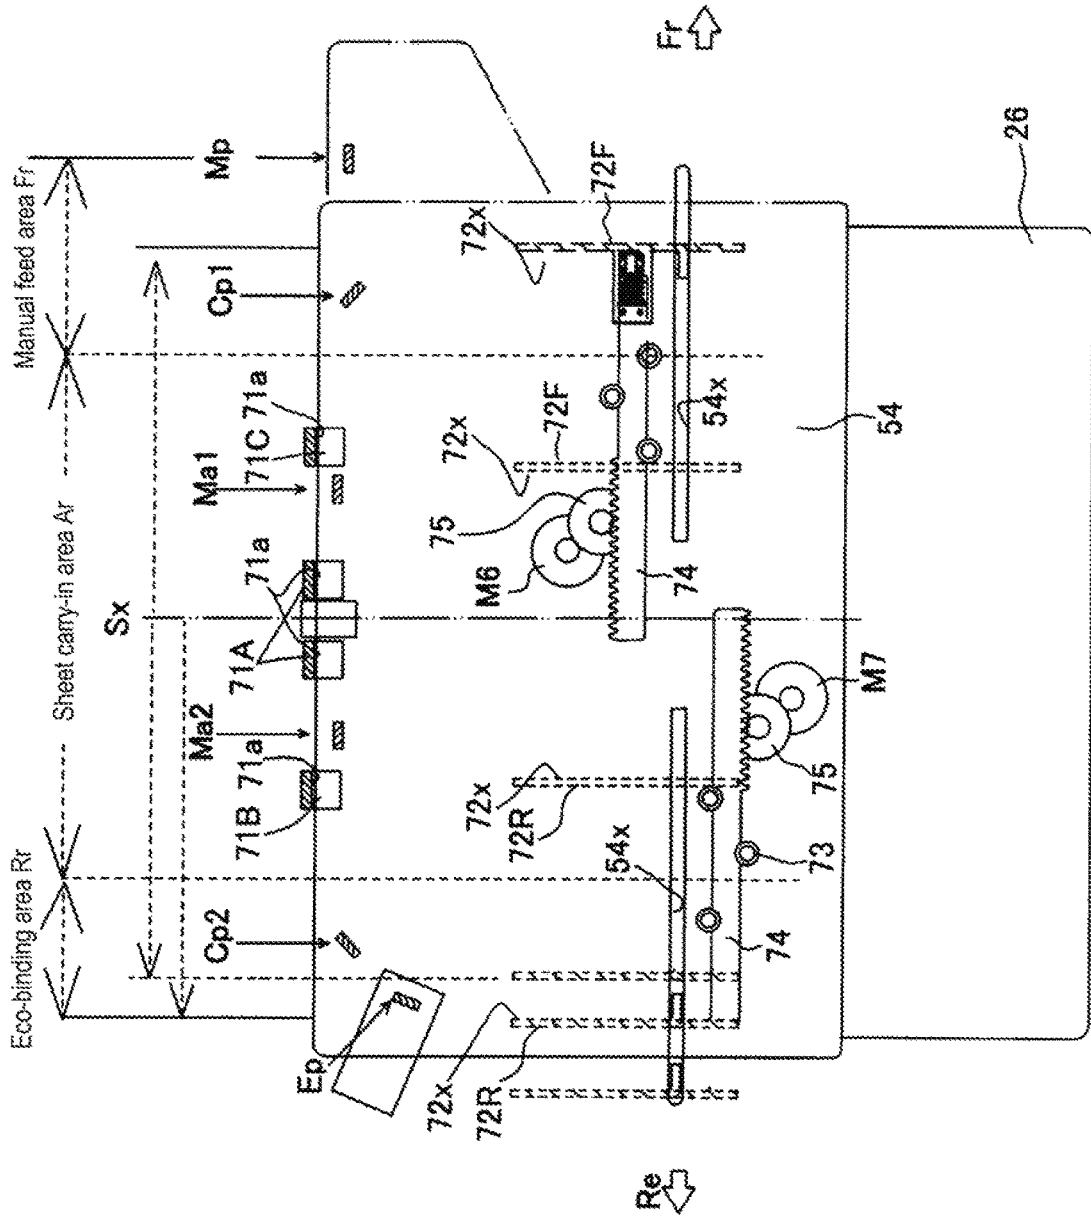 Eco-binding area Rr
Sheet carry-in area Ar
Manual feed area Fr
Sx
Cp2
Ma2
Ma1
Cp1
Mp
71B
71a
71A
71a
71C
71a
Ep
72x
72R
72x
72R
54x
M6
75
72x
72F
72x
72F
Re
Fr
74
73
75
M7
74
54x
54
26